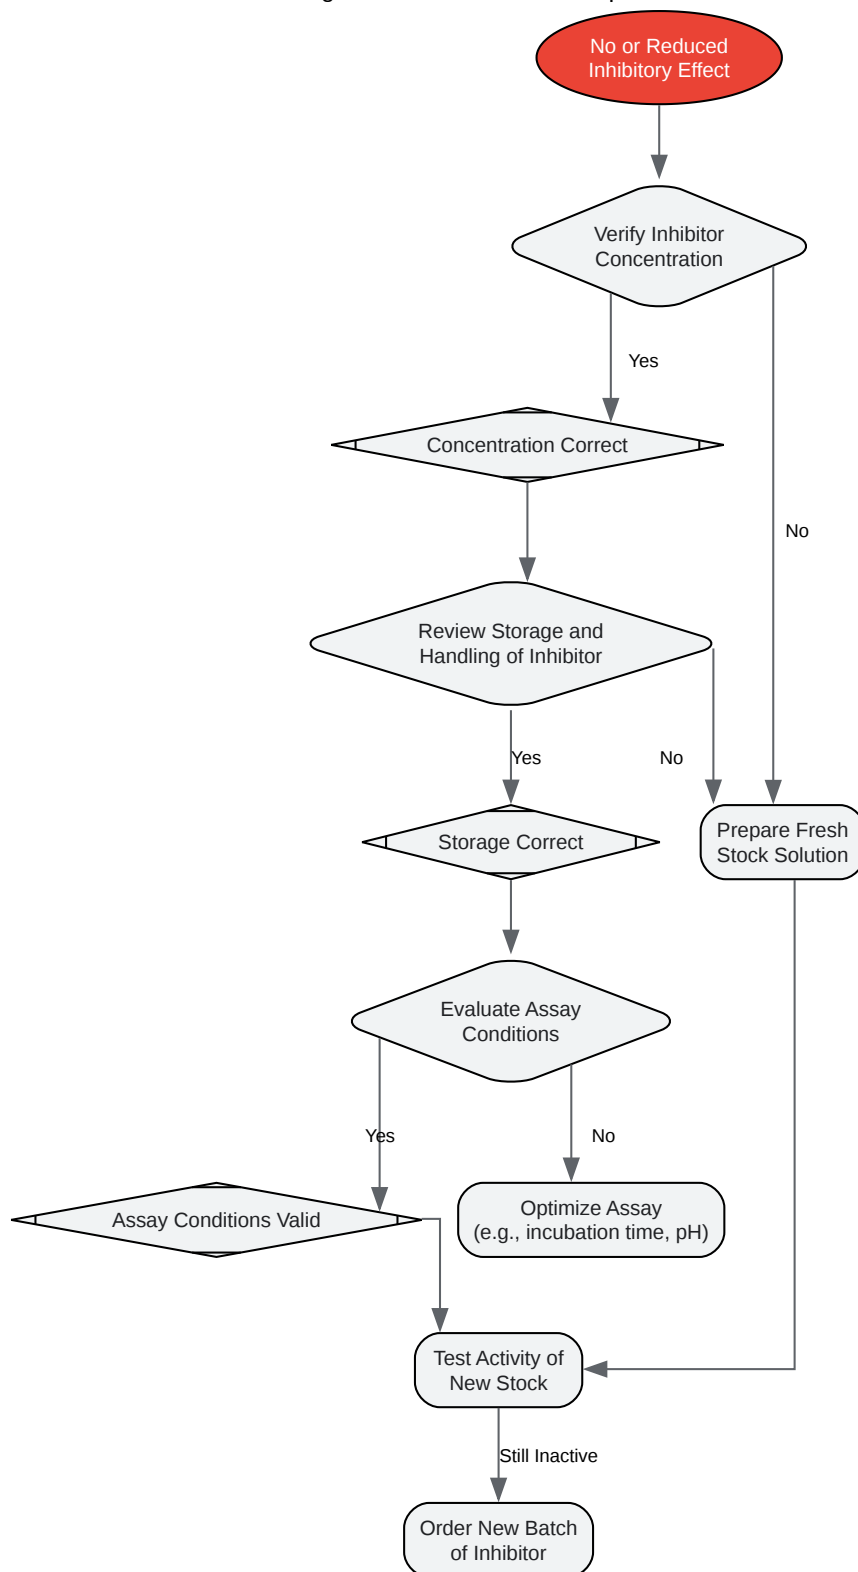 No or Reduced
Inhibitory Effect
Verify Inhibitor
Concentration
Yes
Concentration Correct
No
Review Storage and
Handling of Inhibitor
Yes
No
Storage Correct
Prepare Fresh
Stock Solution
Evaluate Assay
Conditions
Yes
No
Assay Conditions Valid
Optimize Assay
(e.g., incubation time, pH)
Test Activity of
New Stock
Still Inactive
Order New Batch
of Inhibitor